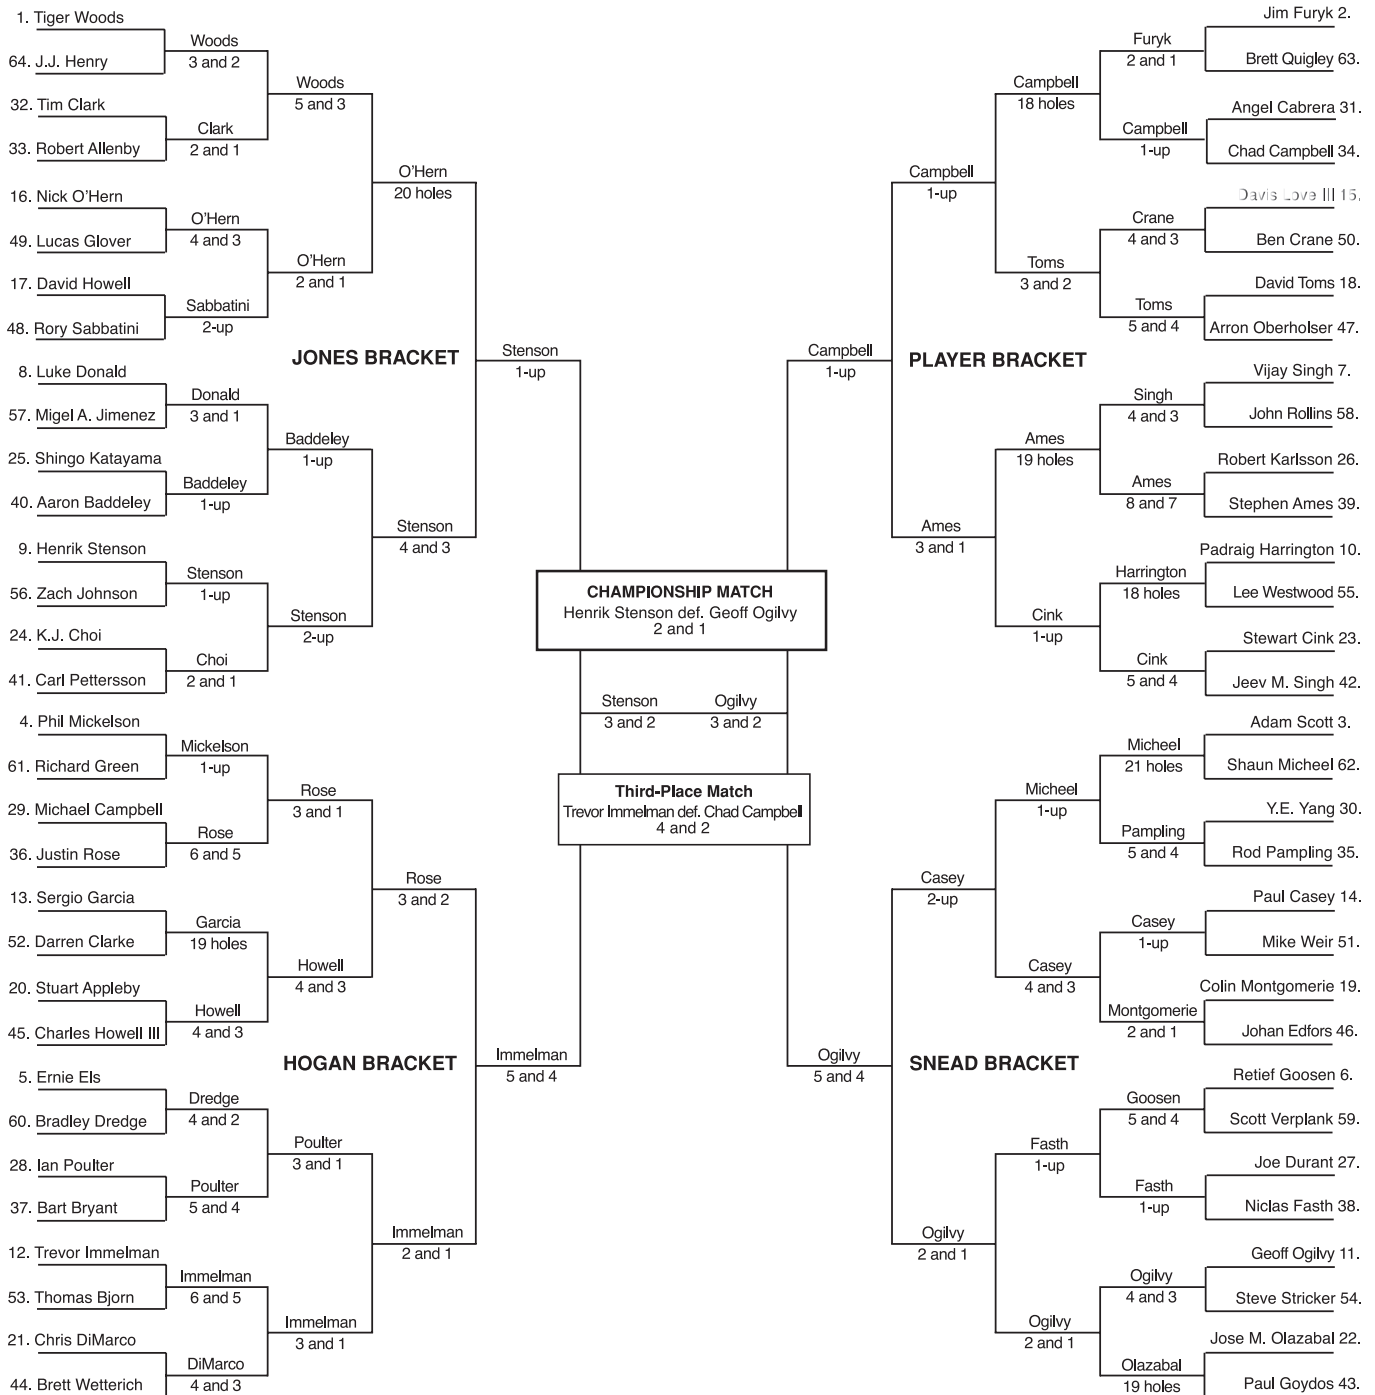 1. Tiger Woods
64. J.J. Henry
32. Tim Clark
33. Robert Allenby
16. Nick O'Hern
49. Lucas Glover
17. David Howell
48. Rory Sabbatini
8. Luke Donald
57. Migel A. Jimenez
25. Shingo Katayama
40. Aaron Baddeley
9. Henrik Stenson
56. Zach Johnson
24. K.J. Choi
41. Carl Pettersson
4. Phil Mickelson
61. Richard Green
29. Michael Campbell
36. Justin Rose
13. Sergio Garcia
52. Darren Clarke
20. Stuart Appleby
45. Charles Howell III
5. Ernie Els
60. Bradley Dredge
28. Ian Poulter
37. Bart Bryant
12. Trevor Immelman
53. Thomas Bjorn
21. Chris DiMarco
44. Brett Wetterich
Woods
3 and 2
Clark
2 and 1
O'Hern
4 and 3
Sabbatini
2-up
Donald
3 and 1
Baddeley
1-up
Stenson
1-up
Choi
2 and 1
Mickelson
1-up
Rose
6 and 5
Garcia
19 holes
Howell
4 and 3
Dredge
4 and 2
Poulter
5 and 4
Immelman
6 and 5
DiMarco
4 and 3
Woods
5 and 3
O'Hern
2 and 1
Baddeley
1-up
Stenson
2-up
Rose
3 and 1
Howell
4 and 3
Poulter
3 and 1
Immelman
3 and 1
O'Hern
20 holes
Stenson
4 and 3
Rose
3 and 2
Immelman
2 and 1
JONES BRACKET
HOGAN BRACKET
Stenson
1-up
Immelman
5 and 4
CHAMPIONSHIP MATCH
Henrik Stenson def. Geoff Ogilvy
2 and 1
Stenson
3 and 2
Ogilvy
3 and 2
Third-Place Match
Trevor Immelman def. Chad Campbell
4 and 2
Campbell
1-up
Ogilvy
5 and 4
PLAYER BRACKET
SNEAD BRACKET
Campbell
1-up
Ames
3 and 1
Casey
2-up
Ogilvy
2 and 1
Campbell
18 holes
Toms
3 and 2
Ames
19 holes
Cink
1-up
Micheel
1-up
Casey
4 and 3
Fasth
1-up
Ogilvy
2 and 1
Furyk
2 and 1
Campbell
1-up
Crane
4 and 3
Toms
5 and 4
Singh
4 and 3
Ames
8 and 7
Harrington
18 holes
Cink
5 and 4
Micheel
21 holes
Pampling
5 and 4
Casey
1-up
Montgomerie
2 and 1
Goosen
5 and 4
Fasth
1-up
Ogilvy
4 and 3
Olazabal
19 holes
Jim Furyk 2.
Brett Quigley 63.
Angel Cabrera 31.
Chad Campbell 34.
Davis Love III 15.
Ben Crane 50.
David Toms 18.
Arron Oberholser 47.
Vijay Singh 7.
John Rollins 58.
Robert Karlsson 26.
Stephen Ames 39.
Padraig Harrington 10.
Lee Westwood 55.
Stewart Cink 23.
Jeev M. Singh 42.
Adam Scott 3.
Shaun Micheel 62.
Y.E. Yang 30.
Rod Pampling 35.
Paul Casey 14.
Mike Weir 51.
Colin Montgomerie 19.
Johan Edfors 46.
Retief Goosen 6.
Scott Verplank 59.
Joe Durant 27.
Niclas Fasth 38.
Geoff Ogilvy 11.
Steve Stricker 54.
Jose M. Olazabal 22.
Paul Goydos 43.